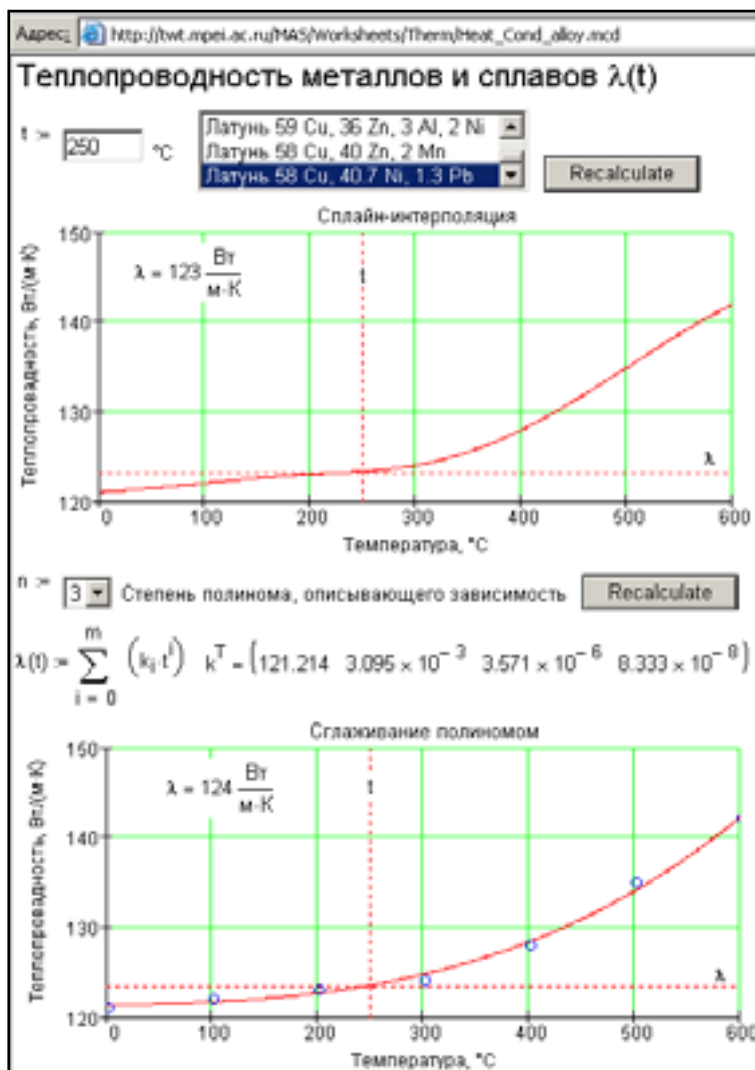 Адрес: http://twt.mpei.ac.ru/MAS/Worksheets/Therm/Heat_Cond_alloy.mcd
Теплопроводность металлов и сплавов λ(t)
t := 250 °C
Латунь 59 Cu, 36 Zn, 3 Al, 2 Ni
Латунь 58 Cu, 40 Zn, 2 Mn
Латунь 58 Cu, 40.7 Ni, 1.3 Pb
Recalculate
Сплайн-интерполяция
Теплопровадность, Вт/(м·К)
150
140
130
120
λ = 123 Вт/м·К
t
λ
0 100 200 300 400 500 600
Температура, °C
n := 3 Степень полинома, описывающего зависимость Recalculate
λ(t) := m ∑ i = 0 (k_i·t^i) k^T = (121.214 3.095 × 10^-3 3.571 × 10^-6 8.333 × 10^-8)
Сглаживание полиномом
Теплопровадность, Вт/(м·К)
150
140
130
120
λ = 124 Вт/м·К
t
λ
0 100 200 300 400 500 600
Температура, °C